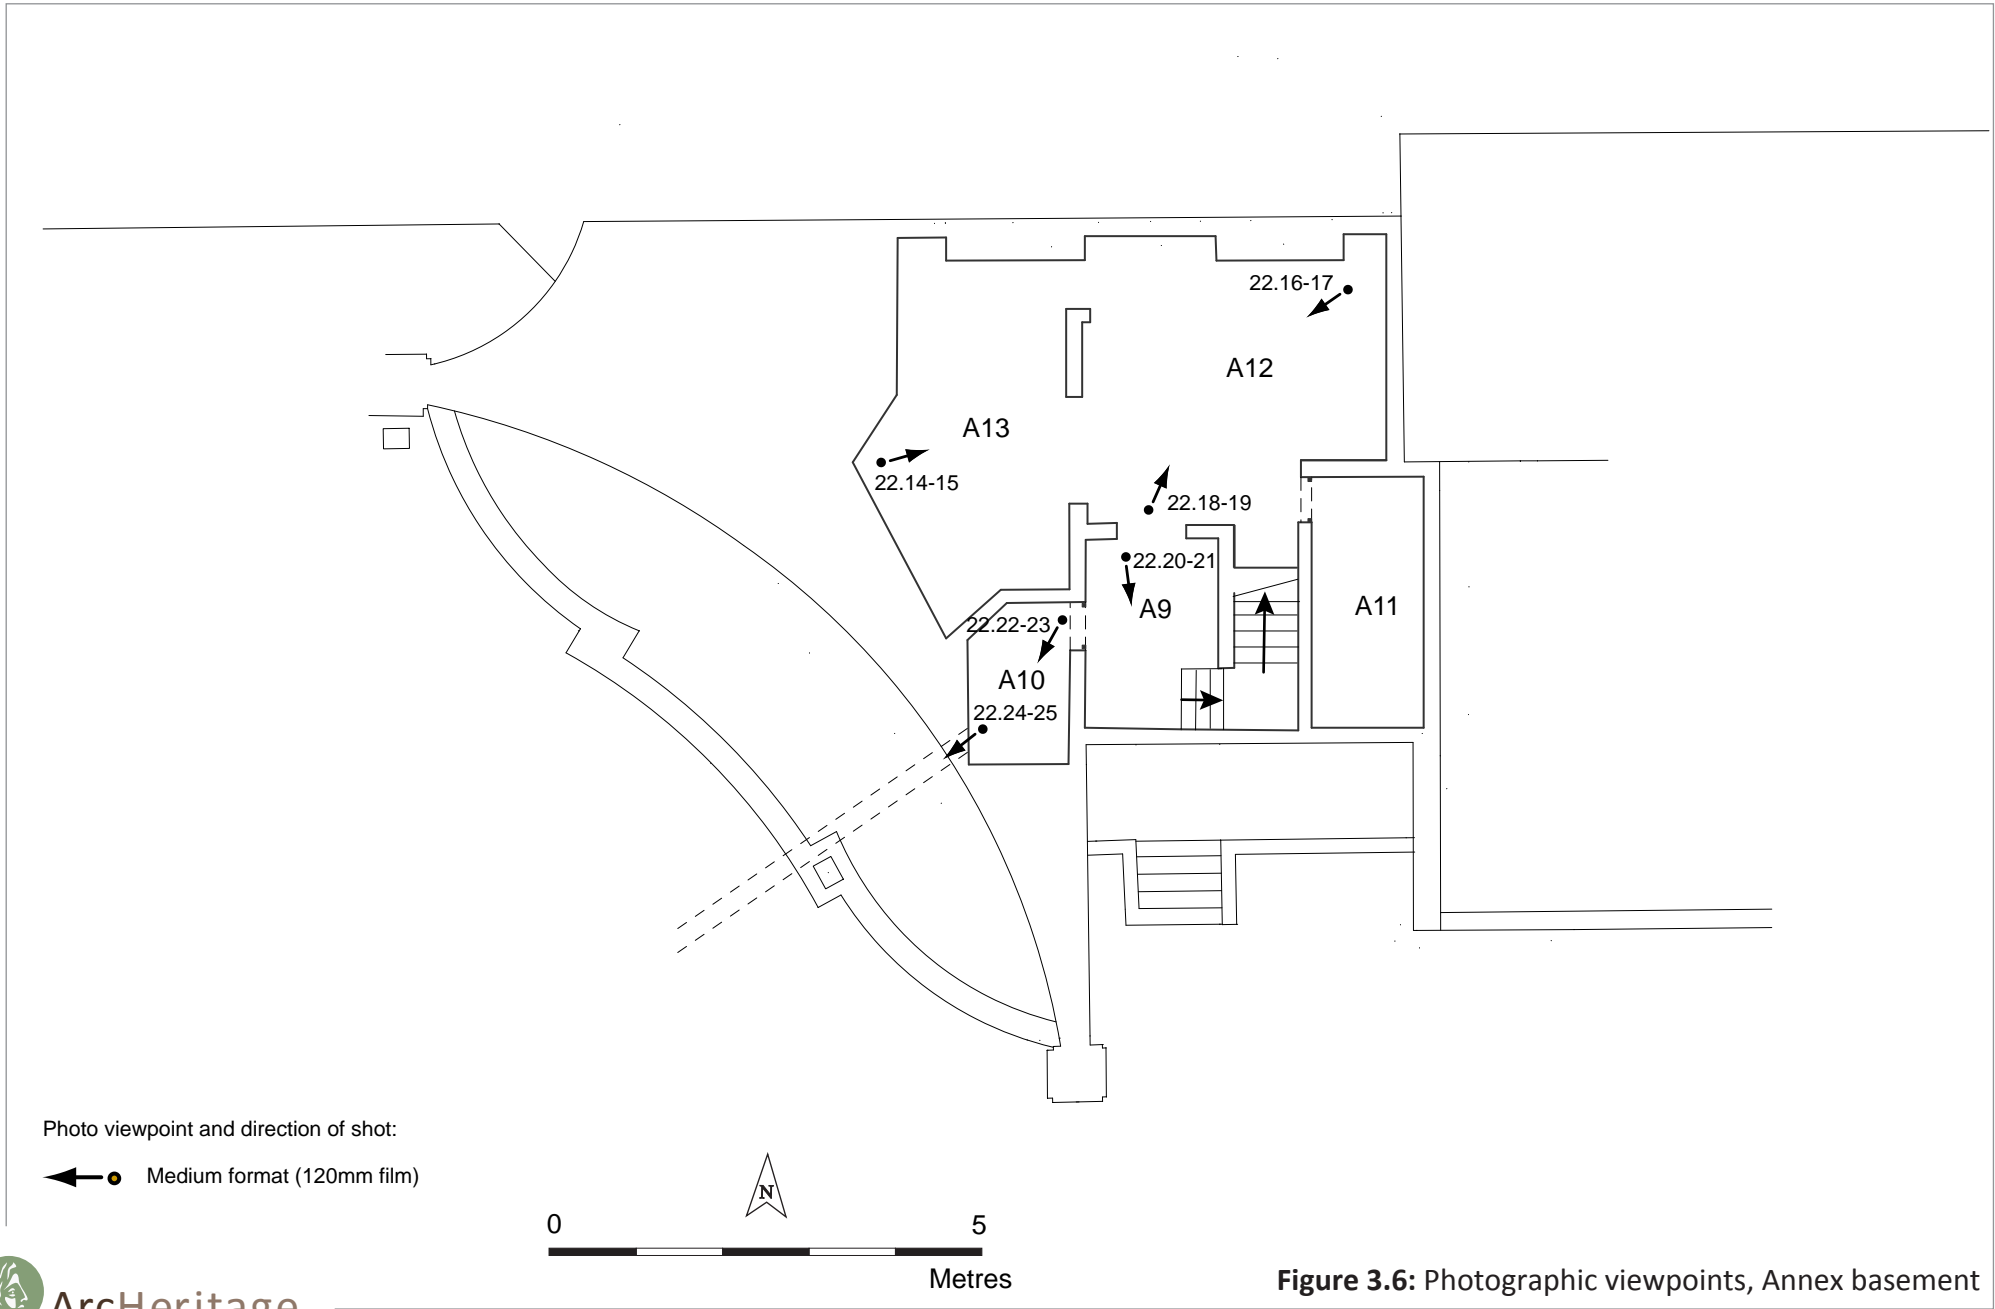 22.16-17
A12
A13
22.14-15
22.18-19
22.20-21
A9
A11
22.22-23
A10
22.24-25
Photo viewpoint and direction of shot:
Medium format (120mm film)
N
0 5
Metres
Figure 3.6: Photographic viewpoints, Annex basement
ArcHeritage